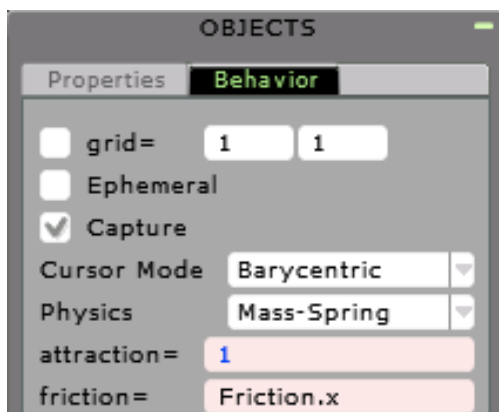 OBJECTS
Properties Behavior
grid= 1 1
Ephemeral
Capture
Cursor Mode Barycentric
Physics Mass-Spring
attraction= 1
friction= Friction.x